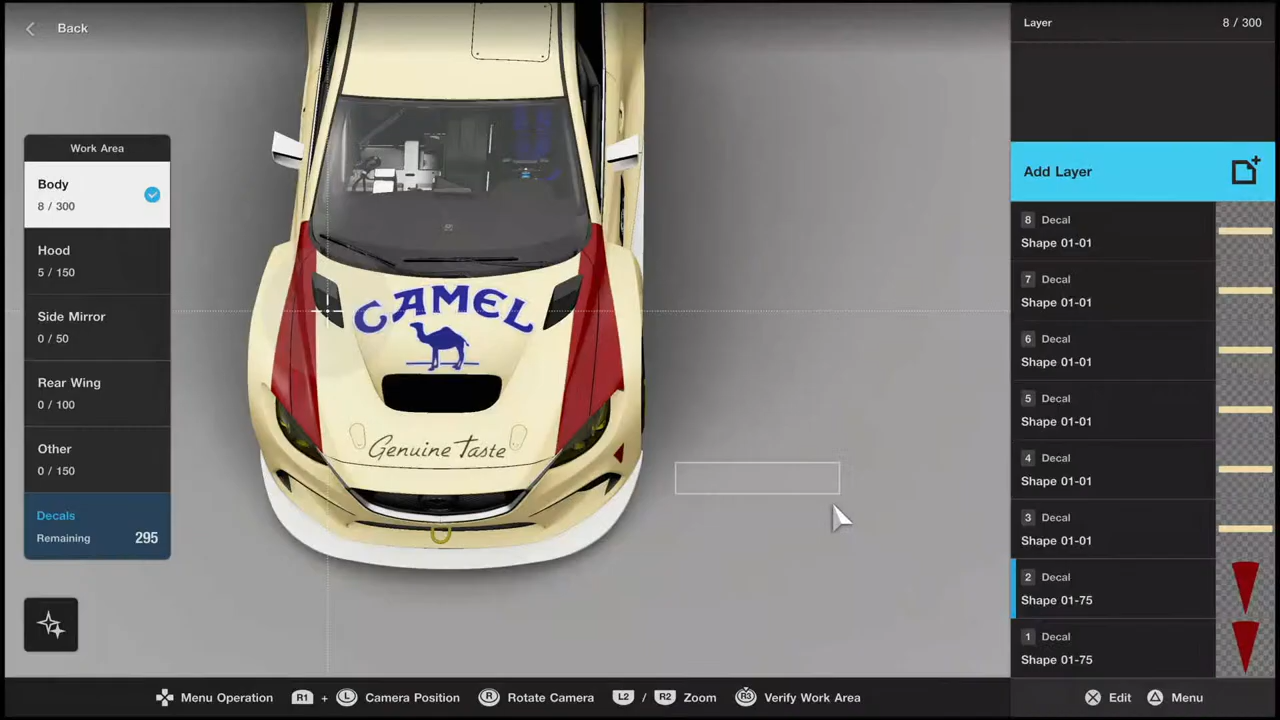 Back
Layer 8 / 300
Work Area
Body
8 / 300
Hood
5 / 150
Side Mirror
0 / 50
Rear Wing
0 / 100
Other
0 / 150
Decals
Remaining 295
CAMEL
Genuine Taste
Add Layer
8 Decal
Shape 01-01
7 Decal
Shape 01-01
6 Decal
Shape 01-01
5 Decal
Shape 01-01
4 Decal
Shape 01-01
3 Decal
Shape 01-01
2 Decal
Shape 01-75
1 Decal
Shape 01-75
Menu Operation R1 + L Camera Position R Rotate Camera L2 / R2 Zoom R3 Verify Work Area Edit Menu